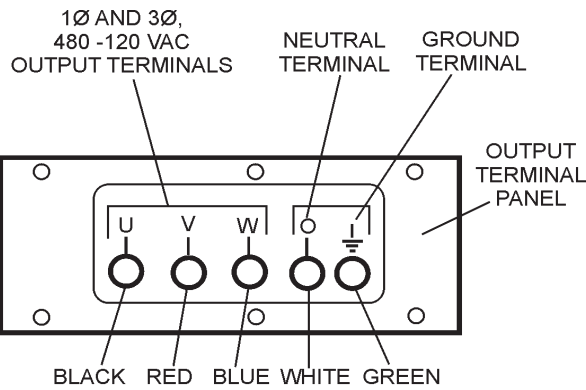 1Ø AND 3Ø,
480 -120 VAC
OUTPUT TERMINALS
NEUTRAL
TERMINAL
GROUND
TERMINAL
OUTPUT
TERMINAL
PANEL
U V W
BLACK RED BLUE WHITE GREEN